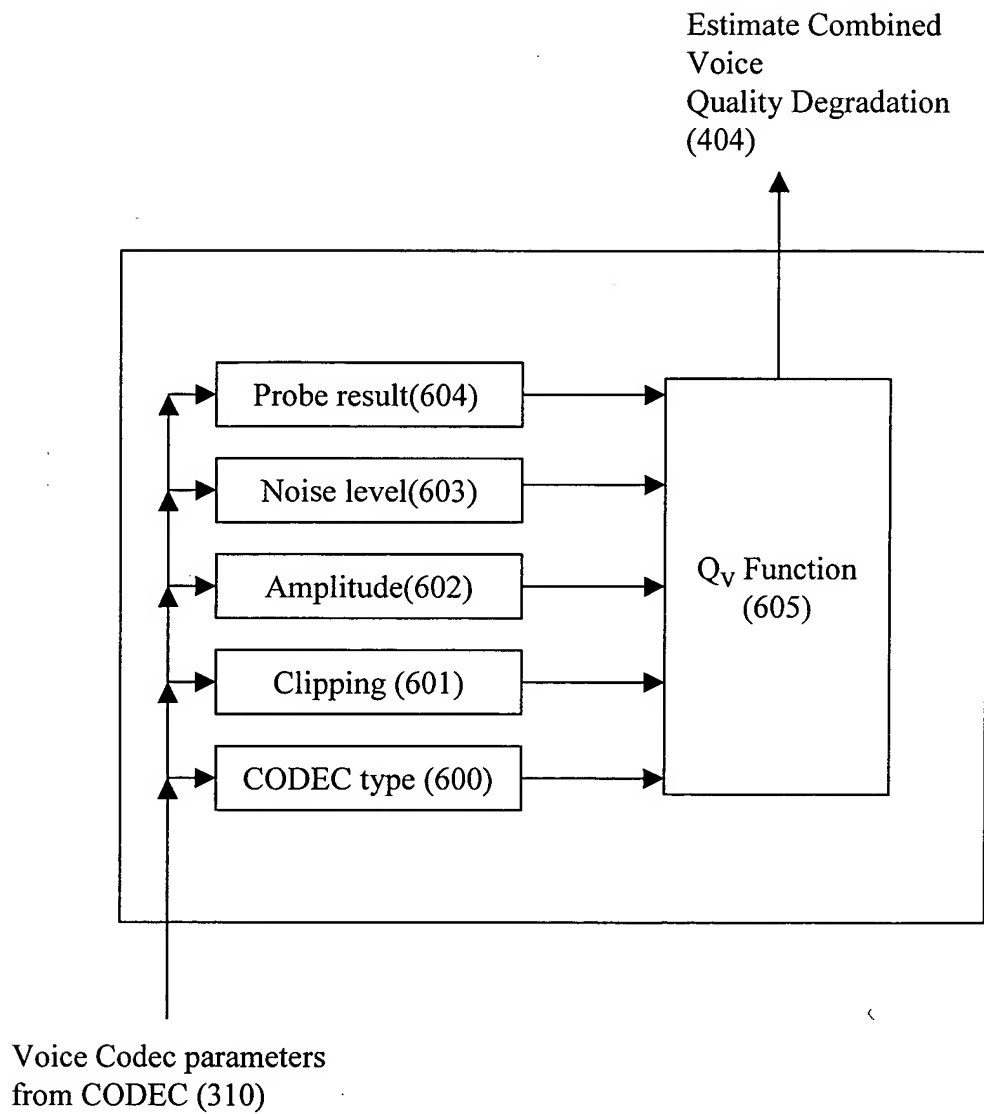 Estimate Combined
Voice
Quality Degradation
(404)
Probe result(604)
Noise level(603)
Amplitude(602)
Clipping (601)
CODEC type (600)
Qv Function
(605)
Voice Codec parameters
from CODEC (310)